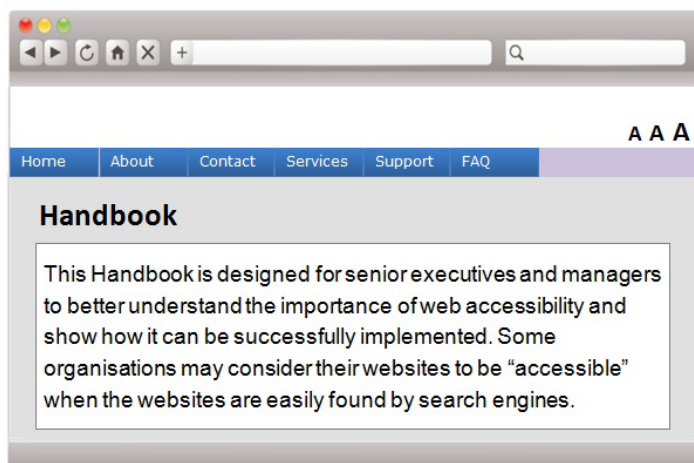 A A A
Home About Contact Services Support FAQ
Handbook
This Handbook is designed for senior executives and managers
to better understand the importance of web accessibility and
show how it can be successfully implemented. Some
organisations may consider their websites to be “accessible”
when the websites are easily found by search engines.